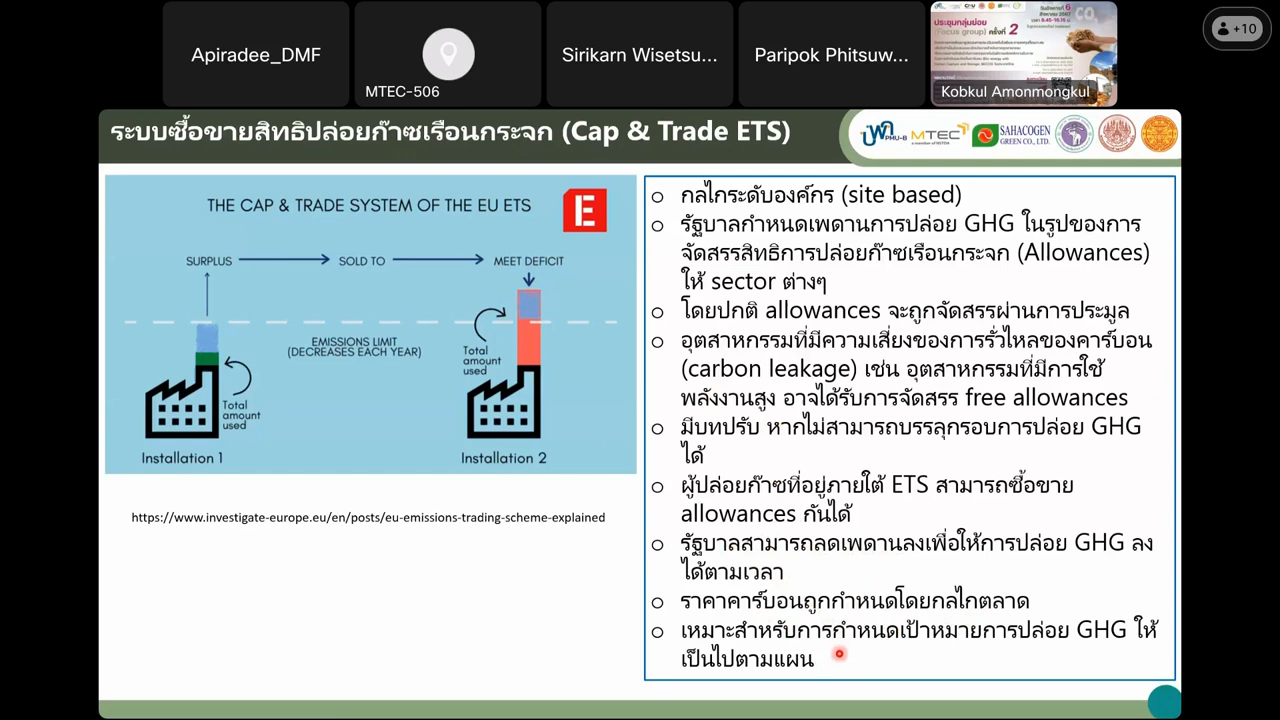 Sirikarn Wisetsu...
Paripok Phitsuw...
MTEC-506
Kobkul Amonmongkul
+10
ประชุมกลุ่มย่อย
(Focus group) ครั้งที่ 2
ระบบซื้อขายสิทธิปล่อยก๊าซเรือนกระจก (Cap & Trade ETS)
PMU-B
MTEC
a member of NSTDA
SAHACOGEN
GREEN CO., LTD.
THE CAP & TRADE SYSTEM OF THE EU ETS
E
SURPLUS
SOLD TO
MEET DEFICIT
EMISSIONS LIMIT
(DECREASES EACH YEAR)
Total
amount
used
Total
amount
used
Installation 1
Installation 2
https://www.investigate-europe.eu/en/posts/eu-emissions-trading-scheme-explained
o กลไกระดับองค์กร (site based)
o รัฐบาลกำหนดเพดานการปล่อย GHG ในรูปของการ
จัดสรรสิทธิการปล่อยก๊าซเรือนกระจก (Allowances)
ให้ sector ต่างๆ
o โดยปกติ allowances จะถูกจัดสรรผ่านการประมูล
o อุตสาหกรรมที่มีความเสี่ยงของการรั่วไหลของคาร์บอน
(carbon leakage) เช่น อุตสาหกรรมที่มีการใช้
พลังงานสูง อาจได้รับการจัดสรร free allowances
o มีบทปรับ หากไม่สามารถบรรลุกรอบการปล่อย GHG
ได้
o ผู้ปล่อยก๊าซที่อยู่ภายใต้ ETS สามารถซื้อขาย
allowances กันได้
o รัฐบาลสามารถลดเพดานลงเพื่อให้การปล่อย GHG ลง
ได้ตามเวลา
o ราคาคาร์บอนถูกกำหนดโดยกลไกตลาด
o เหมาะสำหรับการกำหนดเป้าหมายการปล่อย GHG ให้
เป็นไปตามแผน